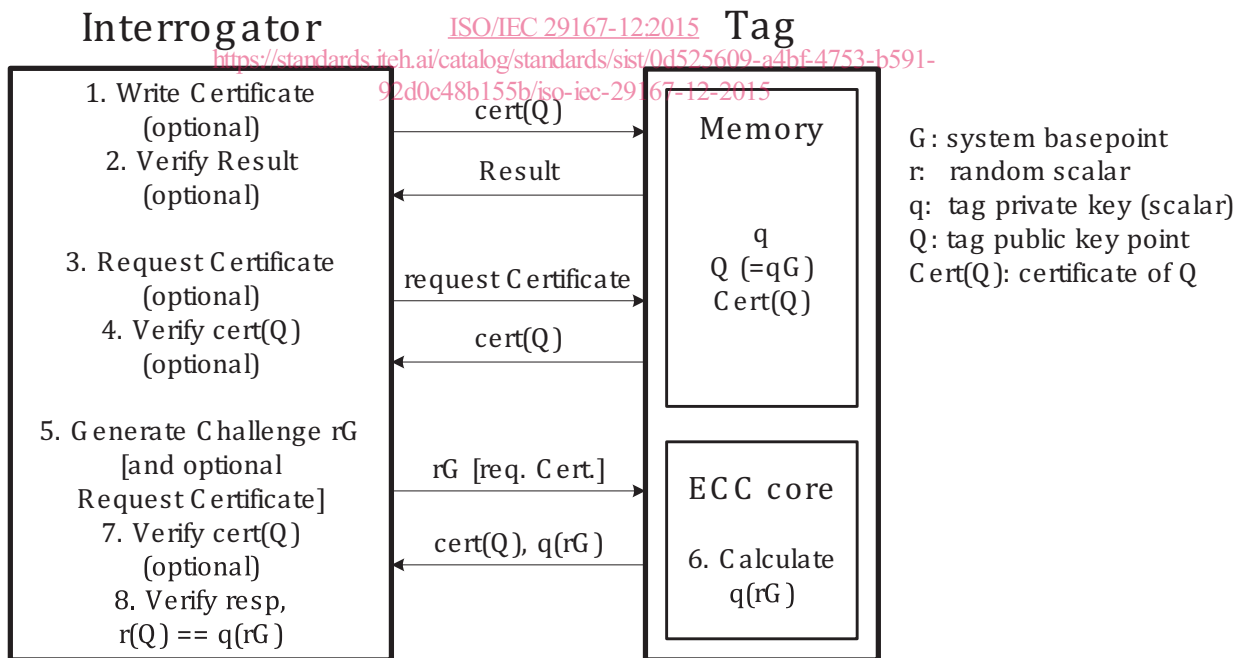 Interrogator
ISO/IEC 29167-12:2015
Tag
https://standards.iteh.ai/catalog/standards/sist/0d525609-a4bf-4753-b591-
92d0c48b155b/iso-iec-29167-12-2015
1. Write Certificate
(optional)
2. Verify Result
(optional)
3. Request Certificate
(optional)
4. Verify cert(Q)
(optional)
5. Generate Challenge rG
[and optional
Request Certificate]
7. Verify cert(Q)
(optional)
8. Verify resp,
r(Q) == q(rG)
cert(Q)
Result
request Certificate
cert(Q)
rG [req. Cert.]
cert(Q), q(rG)
Memory
q
Q (=qG)
Cert(Q)
ECC core
6. Calculate
q(rG)
G: system basepoint
r: random scalar
q: tag private key (scalar)
Q: tag public key point
Cert(Q): certificate of Q